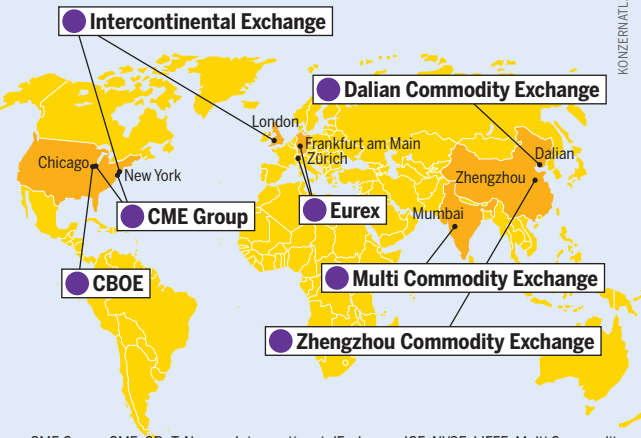 KONZERNATL
Intercontinental Exchange
Dalian Commodity Exchange
London
Frankfurt am Main
Zürich
Dalian
Chicago
New York
Zhengzhou
CME Group
Eurex
Mumbai
CBOE
Multi Commodity Exchange
Zhengzhou Commodity Exchange